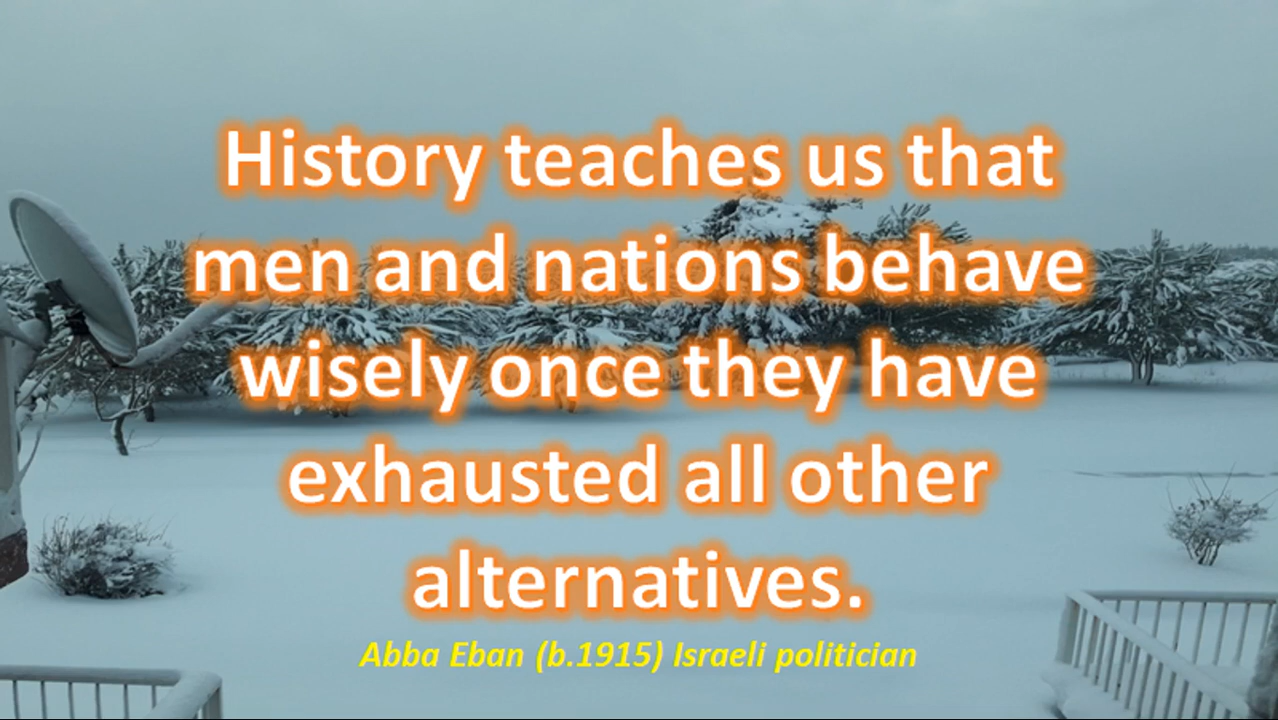 History teaches us that
men and nations behave
wisely once they have
exhausted all other
alternatives.
Abba Eban (b.1915) Israeli politician